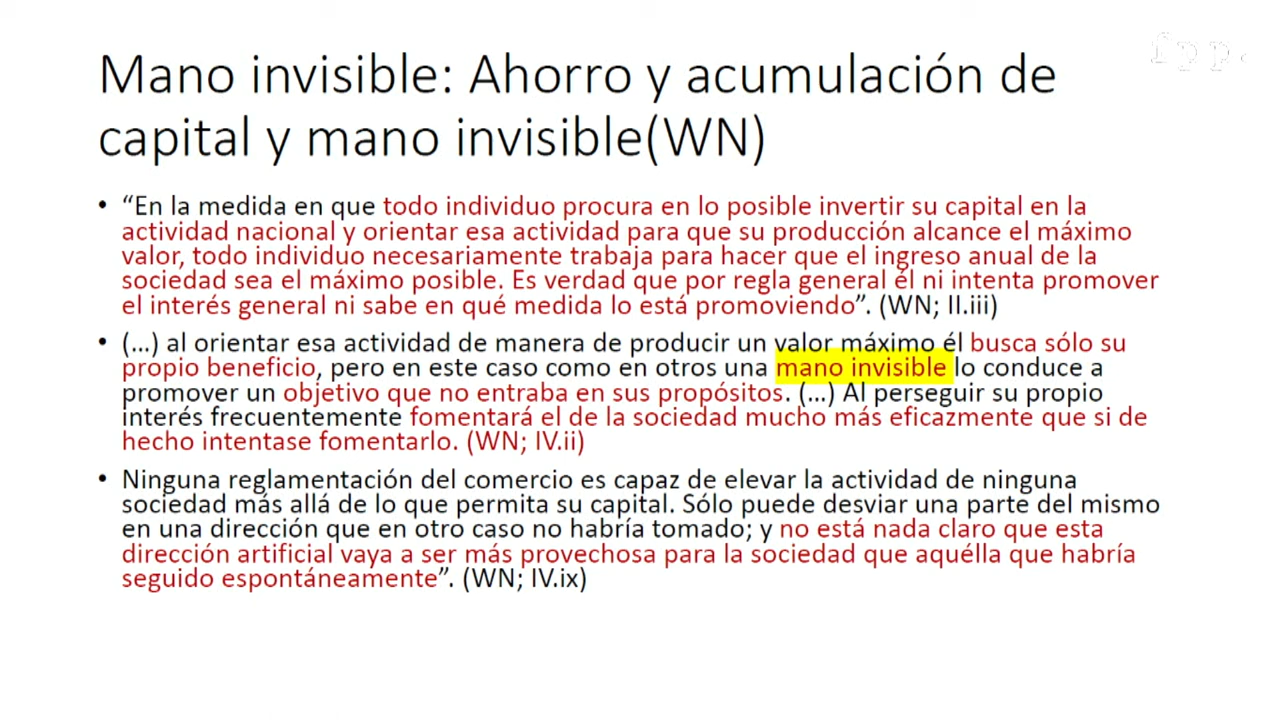 fpp.
Mano invisible: Ahorro y acumulación de
capital y mano invisible(WN)
• “En la medida en que todo individuo procura en lo posible invertir su capital en la
actividad nacional y orientar esa actividad para que su producción alcance el máximo
valor, todo individuo necesariamente trabaja para hacer que el ingreso anual de la
sociedad sea el máximo posible. Es verdad que por regla general él ni intenta promover
el interés general ni sabe en qué medida lo está promoviendo”. (WN; II.iii)
• (...) al orientar esa actividad de manera de producir un valor máximo él busca sólo su
propio beneficio, pero en este caso como en otros una mano invisible lo conduce a
promover un objetivo que no entraba en sus propósitos. (...) Al perseguir su propio
interés frecuentemente fomentará el de la sociedad mucho más eficazmente que si de
hecho intentase fomentarlo. (WN; IV.ii)
• Ninguna reglamentación del comercio es capaz de elevar la actividad de ninguna
sociedad más allá de lo que permita su capital. Sólo puede desviar una parte del mismo
en una dirección que en otro caso no habría tomado; y no está nada claro que esta
dirección artificial vaya a ser más provechosa para la sociedad que aquélla que habría
seguido espontáneamente”. (WN; IV.ix)